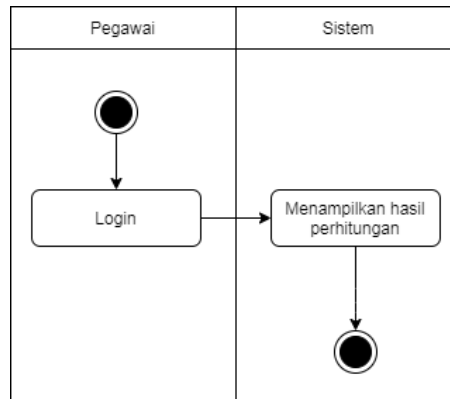 Pegawai
Sistem
Login
Menampilkan hasil
perhitungan